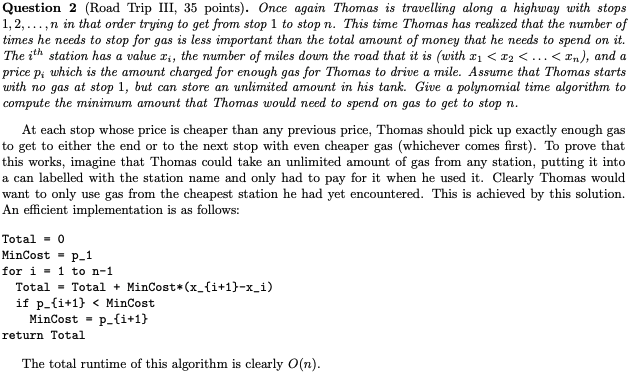 Question 2 (Road Trip III, 35 points). Once again Thomas is travelling along a highway with stops
1, 2, . . . , n in that order trying to get from stop 1 to stop n. This time Thomas has realized that the number of
times he needs to stop for gas is less important than the total amount of money that he needs to spend on it.
The i^th station has a value x_i, the number of miles down the road that it is (with x_1 < x_2 < . . . < x_n), and a
price p_i which is the amount charged for enough gas for Thomas to drive a mile. Assume that Thomas starts
with no gas at stop 1, but can store an unlimited amount in his tank. Give a polynomial time algorithm to
compute the minimum amount that Thomas would need to spend on gas to get to stop n.
At each stop whose price is cheaper than any previous price, Thomas should pick up exactly enough gas
to get to either the end or to the next stop with even cheaper gas (whichever comes first). To prove that
this works, imagine that Thomas could take an unlimited amount of gas from any station, putting it into
a can labelled with the station name and only had to pay for it when he used it. Clearly Thomas would
want to only use gas from the cheapest station he had yet encountered. This is achieved by this solution.
An efficient implementation is as follows:
Total = 0
MinCost = p_1
for i = 1 to n-1
  Total = Total + MinCost*(x_{i+1}-x_i)
  if p_{i+1} < MinCost
    MinCost = p_{i+1}
return Total
The total runtime of this algorithm is clearly O(n).